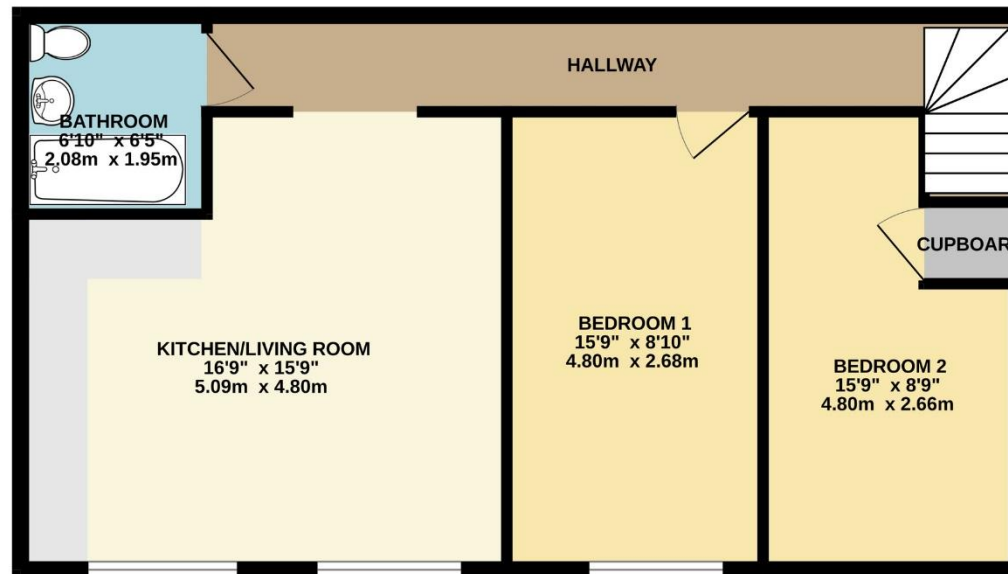 HALLWAY
BATHROOM
6'10" x 6'5"
2.08m x 1.95m
CUPBOAR
KITCHEN/LIVING ROOM
16'9" x 15'9"
5.09m x 4.80m
BEDROOM 1
15'9" x 8'10"
4.80m x 2.68m
BEDROOM 2
15'9" x 8'9"
4.80m x 2.66m